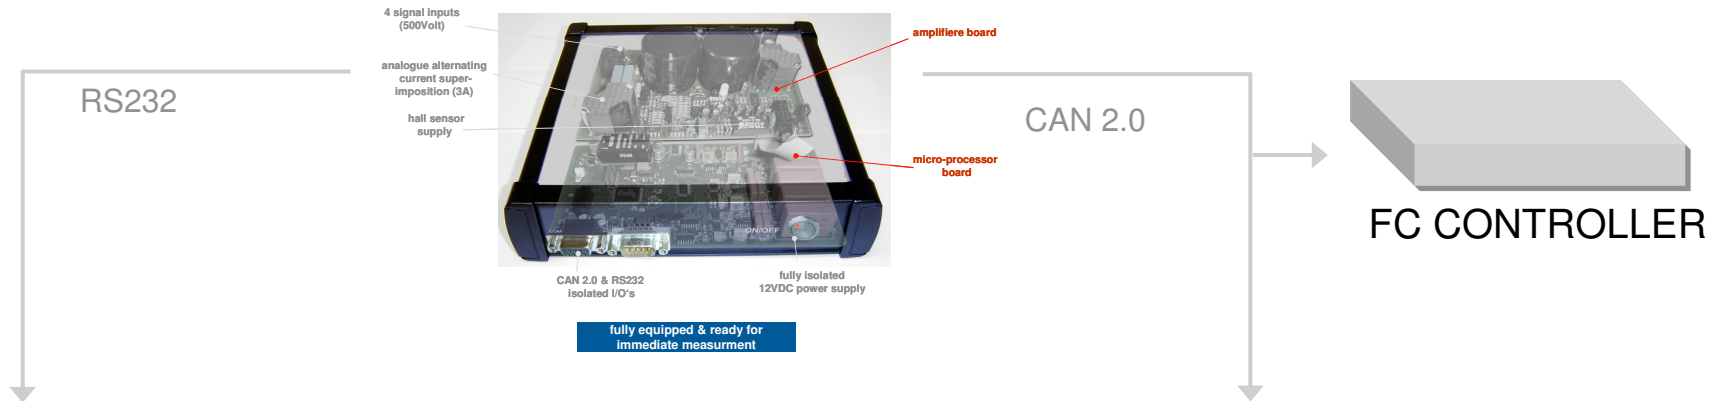 4 signal inputs
(500Volt)
analogue alternating
current super-
imposition (3A)
hall sensor
supply
RS232
amplifiere board
micro-processor
board
CAN 2.0
FC CONTROLLER
COM
ON/OFF
CAN 2.0 & RS232
isolated I/O's
fully isolated
12VDC power supply
fully equipped & ready for
immediate measurment